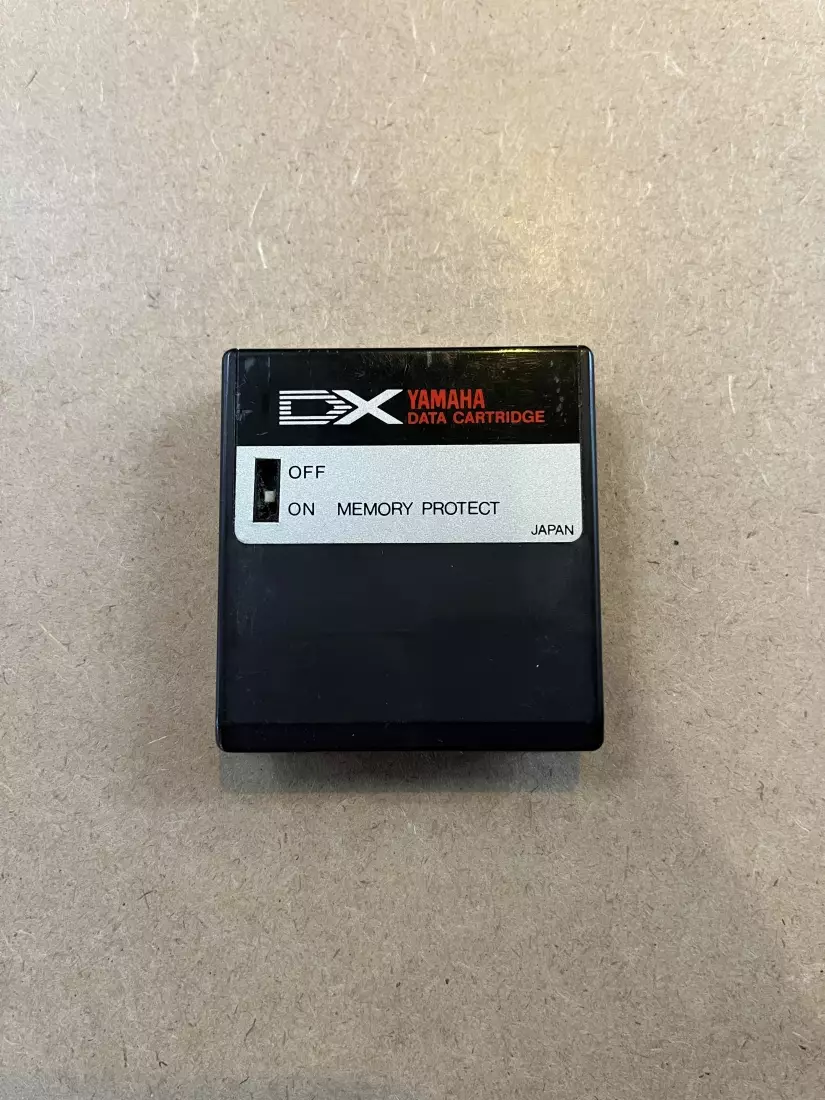 DX YAMAHA
DATA CARTRIDGE
OFF
ON MEMORY PROTECT
JAPAN